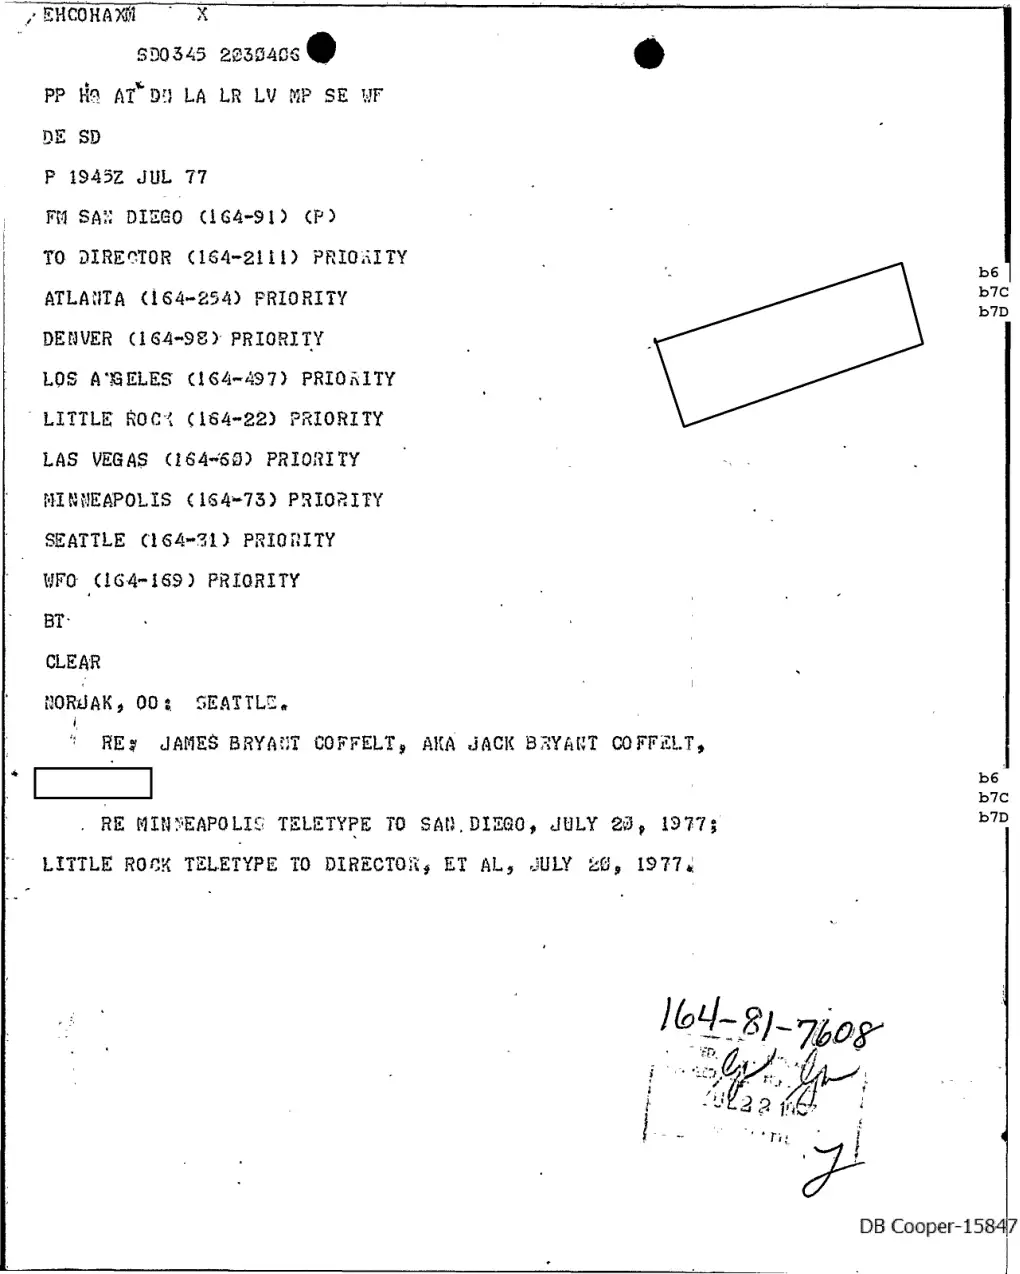 EHCOHAXM X
SD0345 2030406
PP HQ AT DN LA LR LV MP SE WF
DE SD
P 1945Z JUL 77
FM SAN DIEGO (164-91) (P)
TO DIRECTOR (164-2111) PRIORITY
ATLANTA (164-254) PRIORITY
DENVER (164-98) PRIORITY
LOS ANGELES (164-497) PRIORITY
LITTLE ROCK (164-22) PRIORITY
LAS VEGAS (164-60) PRIORITY
MINNEAPOLIS (164-73) PRIORITY
SEATTLE (164-31) PRIORITY
WFO (164-169) PRIORITY
BT
CLEAR
NORJAK, OO: SEATTLE.
RE: JAMES BRYANT COFFELT, AKA JACK BRYANT COFFELT,
RE MINNEAPOLIS TELETYPE TO SAN DIEGO, JULY 20, 1977;
LITTLE ROCK TELETYPE TO DIRECTOR, ET AL, JULY 20, 1977.
b6
b7C
b7D
b6
b7C
b7D
164-81-7608
JUL 22
DB Cooper-15847